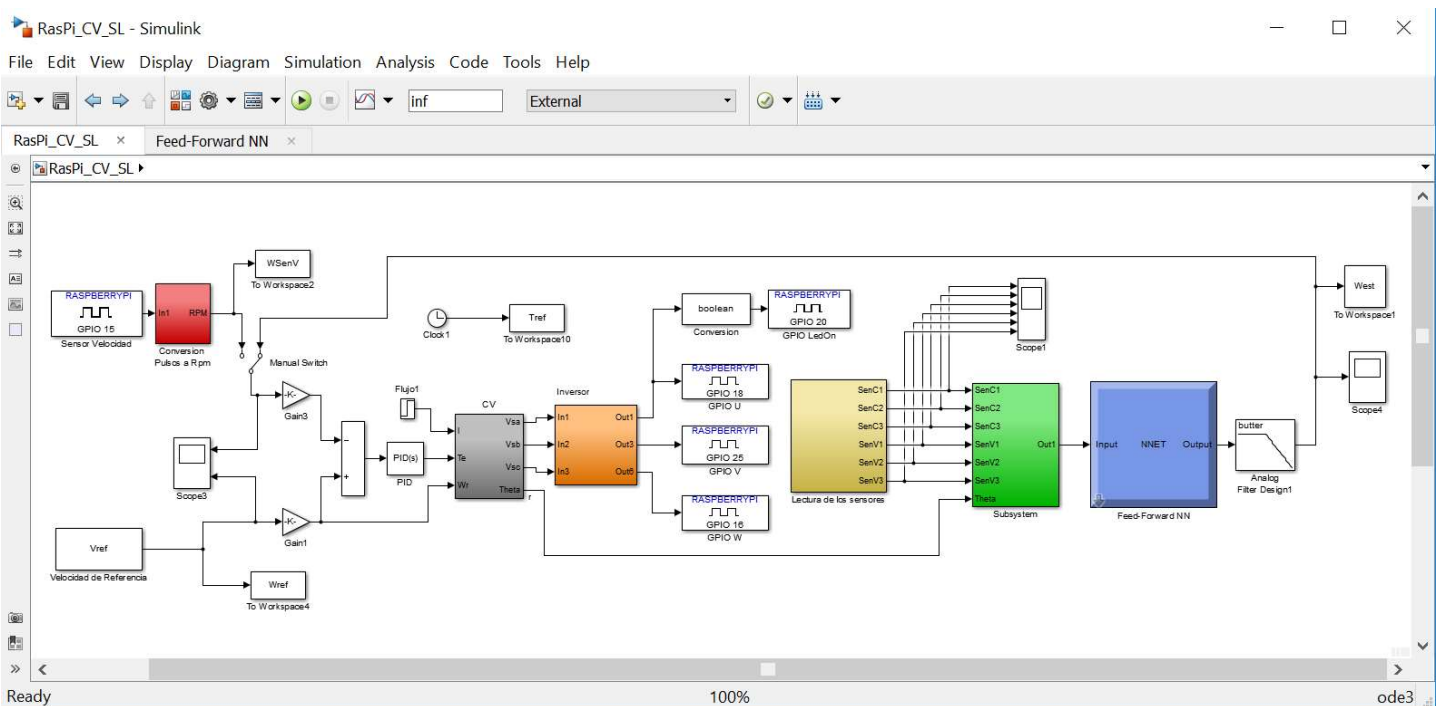 RasPi_CV_SL - Simulink
File Edit View Display Diagram Simulation Analysis Code Tools Help
inf
External
RasPi_CV_SL ×
Feed-Forward NN ×
RasPi_CV_SL
RASPBERRYPI
GPIO 15
Sensor Velocidad
In1 RPM
Conversion
Pulsos a Rpm
WSenV
To Workspace2
Manual Switch
-K-
Gain3
Scope3
-K-
Gain1
Vref
Velocidad de Referencia
Wref
To Workspace4
PID(s)
PID
Clock1
Tref
To Workspace10
Flujo1
CV
I
Te
Wr
Vsa
Vsb
Vsc
Theta
r
Inversor
In1
In2
In3
Out1
Out3
Out6
boolean
Conversion
RASPBERRYPI
GPIO 20
GPIO LedOn
RASPBERRYPI
GPIO 18
GPIO U
RASPBERRYPI
GPIO 25
GPIO V
RASPBERRYPI
GPIO 16
GPIO W
SenC1
SenC2
SenC3
SenV1
SenV2
SenV3
Lectura de los sensores
Scope1
SenC1
SenC2
SenC3
SenV1
SenV2
SenV3
Theta
Out1
Subsystem
Input NNET Output
Feed-Forward NN
butter
Analog
Filter Design1
West
To Workspace1
Scope4
Ready
100%
ode3